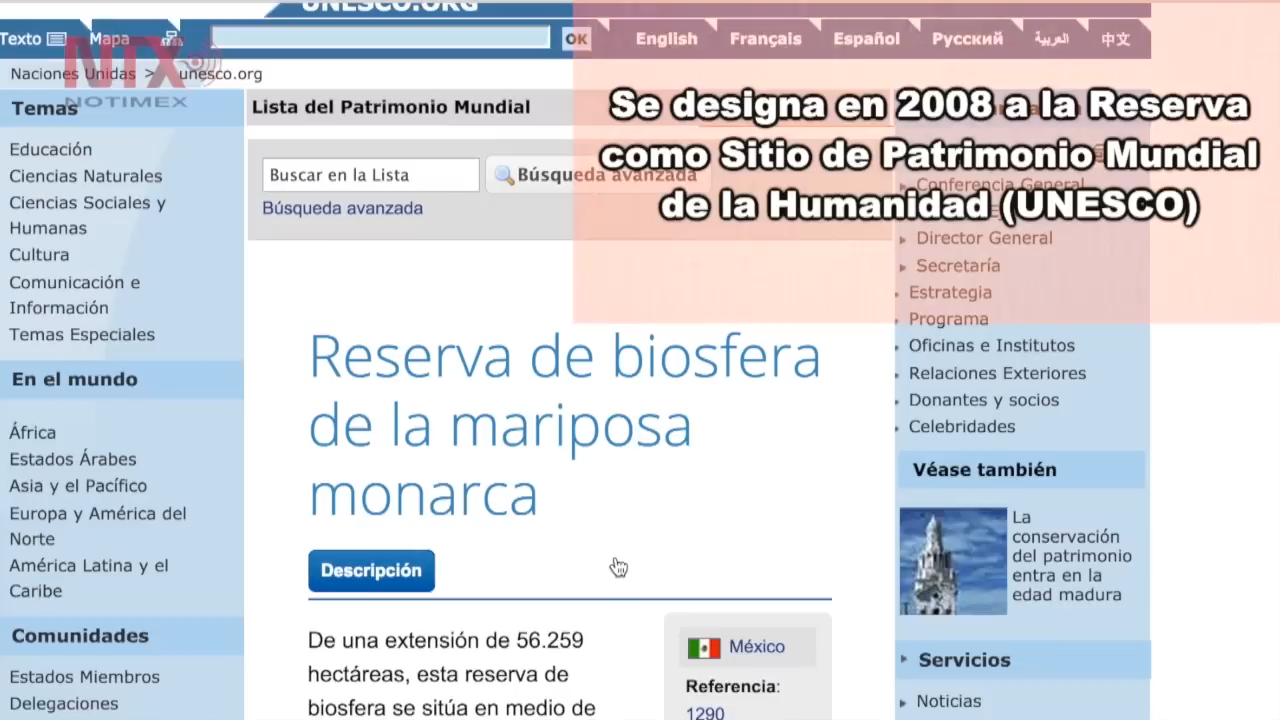 UNESCO.ORG
Texto
Mapa
OK
English
Français
Español
Русский
العربية
中文
NTX
NOTIMEX
Naciones Unidas > unesco.org
Se designa en 2008 a la Reserva
como Sitio de Patrimonio Mundial
de la Humanidad (UNESCO)
Temas
Educación
Ciencias Naturales
Ciencias Sociales y
Humanas
Cultura
Comunicación e
Información
Temas Especiales
En el mundo
África
Estados Árabes
Asia y el Pacífico
Europa y América del
Norte
América Latina y el
Caribe
Comunidades
Estados Miembros
Delegaciones
Lista del Patrimonio Mundial
Buscar en la Lista
Búsqueda avanzada
Búsqueda avanzada
Reserva de biosfera
de la mariposa
monarca
Descripción
De una extensión de 56.259
hectáreas, esta reserva de
biosfera se sitúa en medio de
México
Referencia:
1290
Conferencia General
Director General
Secretaría
Estrategia
Programa
Oficinas e Institutos
Relaciones Exteriores
Donantes y socios
Celebridades
Véase también
La
conservación
del patrimonio
entra en la
edad madura
Servicios
Noticias